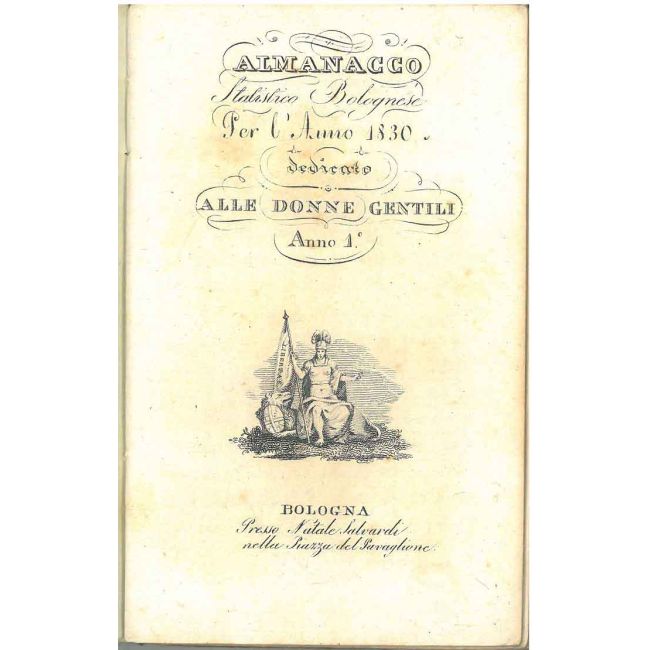 ALMANACCO
Statistico Bolognese
Per l'Anno 1830
dedicato
ALLE DONNE GENTILI
Anno 1.º
LIBERTAS
BOLOGNA
Presso Natale Salvardi
nella Piazza del Pavaglione.